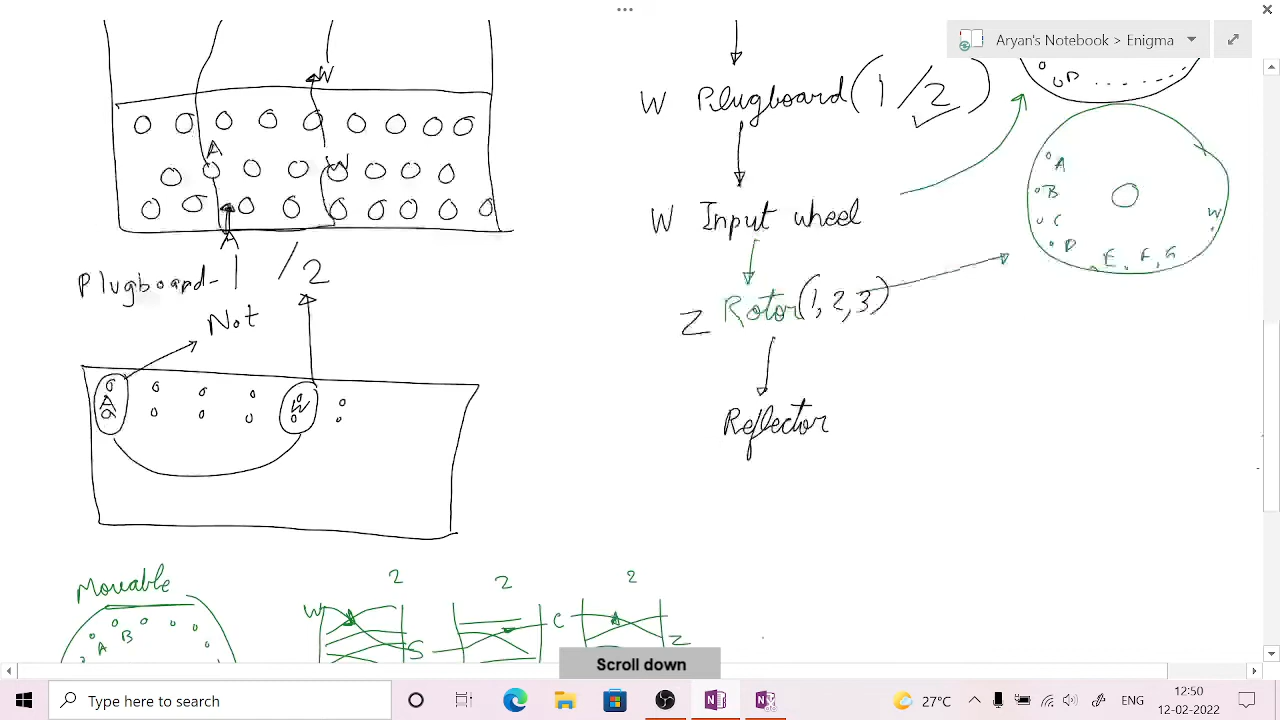 Aryan's Notebook > Enigma
W
A
W
A
Plugboard-1 / 2
Not
A
W
W Plugboard (1/2)
W Input wheel
Z Rotor (1, 2, 3)
Reflector
D
A
B
C
D
E
F
G
W
Movable
A
B
2
2
2
W
S
C
Z
Scroll down
Type here to search
27°C
ENG
12:50
12-02-2022